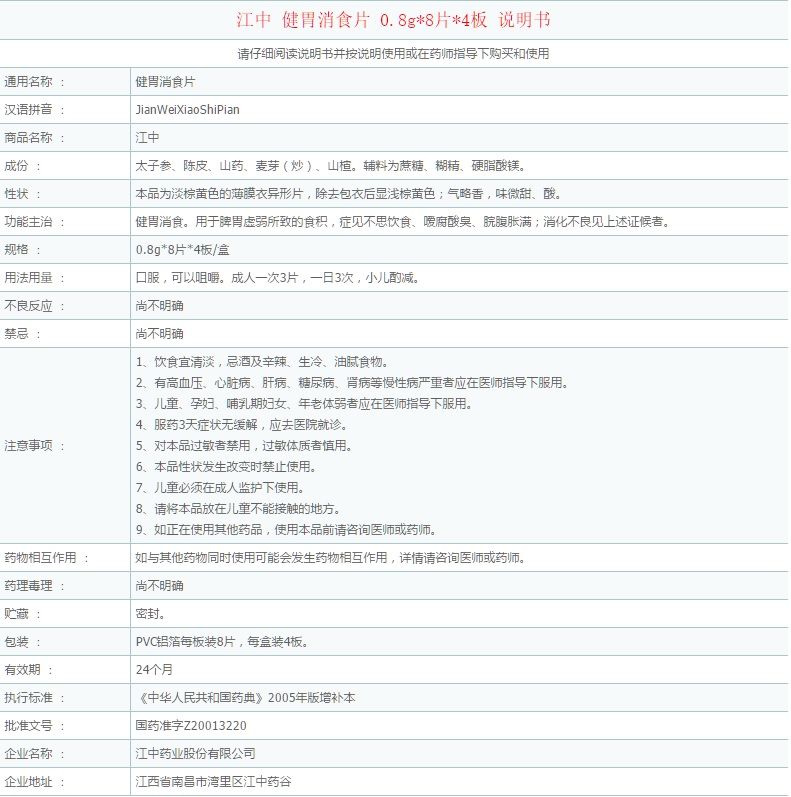 江中 健胃消食片 0.8g*8片*4板 说明书
请仔细阅读说明书并按说明使用或在药师指导下购买和使用
通用名称 ： 健胃消食片
汉语拼音 ： JianWeiXiaoShiPian
商品名称 ： 江中
成份 ： 太子参、陈皮、山药、麦芽（炒）、山楂。辅料为蔗糖、糊精、硬脂酸镁。
性状 ： 本品为淡棕黄色的薄膜衣异形片，除去包衣后显浅棕黄色；气略香，味微甜、酸。
功能主治 ： 健胃消食。用于脾胃虚弱所致的食积，症见不思饮食、嗳腐酸臭、脘腹胀满；消化不良见上述证候者。
规格 ： 0.8g*8片*4板/盒
用法用量 ： 口服，可以咀嚼。成人一次3片，一日3次，小儿酌减。
不良反应 ： 尚不明确
禁忌 ： 尚不明确
注意事项 ：
1、饮食宜清淡，忌酒及辛辣、生冷、油腻食物。
2、有高血压、心脏病、肝病、糖尿病、肾病等慢性病严重者应在医师指导下服用。
3、儿童、孕妇、哺乳期妇女、年老体弱者应在医师指导下服用。
4、服药3天症状无缓解，应去医院就诊。
5、对本品过敏者禁用，过敏体质者慎用。
6、本品性状发生改变时禁止使用。
7、儿童必须在成人监护下使用。
8、请将本品放在儿童不能接触的地方。
9、如正在使用其他药品，使用本品前请咨询医师或药师。
药物相互作用 ： 如与其他药物同时使用可能会发生药物相互作用，详情请咨询医师或药师。
药理毒理 ： 尚不明确
贮藏 ： 密封。
包装 ： PVC铝箔每板装8片，每盒装4板。
有效期 ： 24个月
执行标准 ： 《中华人民共和国药典》2005年版增补本
批准文号 ： 国药准字Z20013220
企业名称 ： 江中药业股份有限公司
企业地址 ： 江西省南昌市湾里区江中药谷